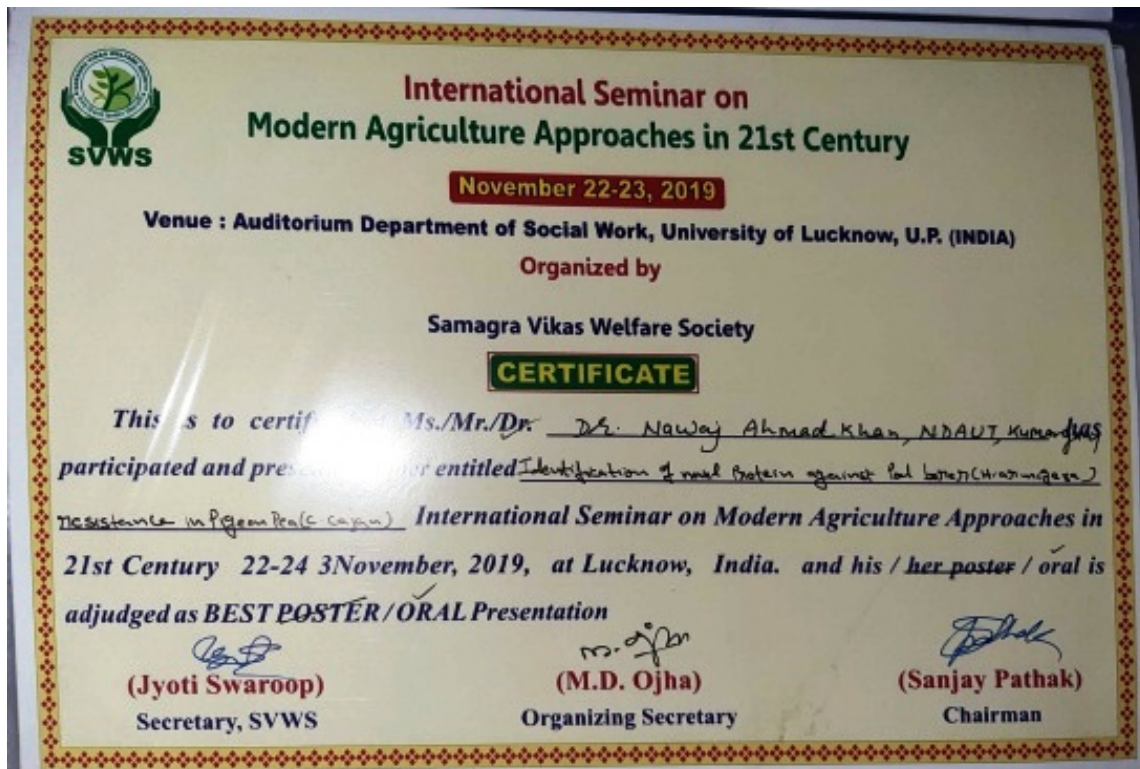 SVWS
International Seminar on
Modern Agriculture Approaches in 21st Century
November 22-23, 2019
Venue : Auditorium Department of Social Work, University of Lucknow, U.P. (INDIA)
Organized by
Samagra Vikas Welfare Society
CERTIFICATE
This is to certif Ms./Mr./Dr. Dr. Nawaj Ahmad Khan, NDAUT, Kumarganj has
participated and pres er entitled Identification of novel Protein against Pod borer (H.armigera)
resistance in Pigeon Pea (C cajan) International Seminar on Modern Agriculture Approaches in
21st Century 22-24 3November, 2019, at Lucknow, India. and his / her poster / oral is
adjudged as BEST POSTER/ORAL Presentation
(Jyoti Swaroop) (M.D. Ojha) (Sanjay Pathak)
Secretary, SVWS Organizing Secretary Chairman